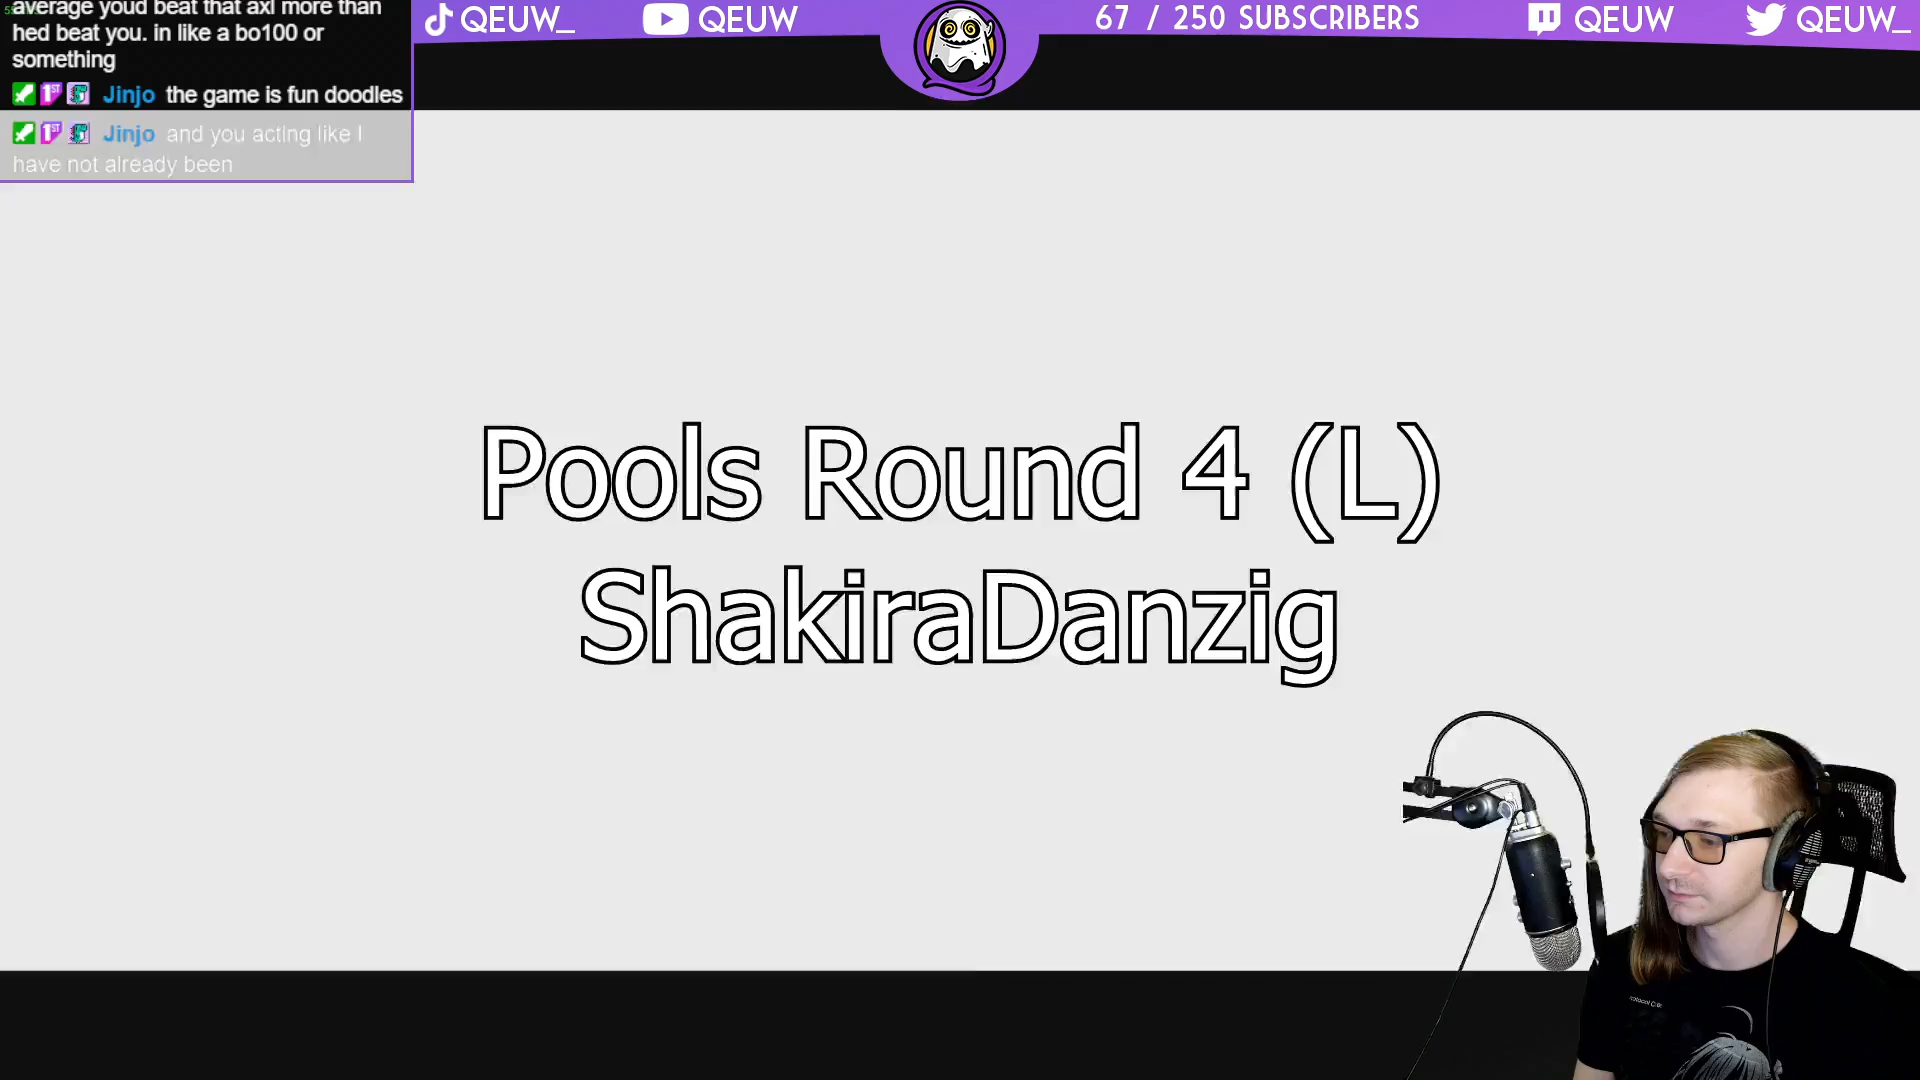 average youd beat that axl more than
hed beat you. in like a bo100 or
something
Jinjo the game is fun doodles
Jinjo and you acting like I
have not already been
QEUW_
QEUW
67 / 250 SUBSCRIBERS
QEUW
QEUW_
Pools Round 4 (L)
ShakiraDanzig